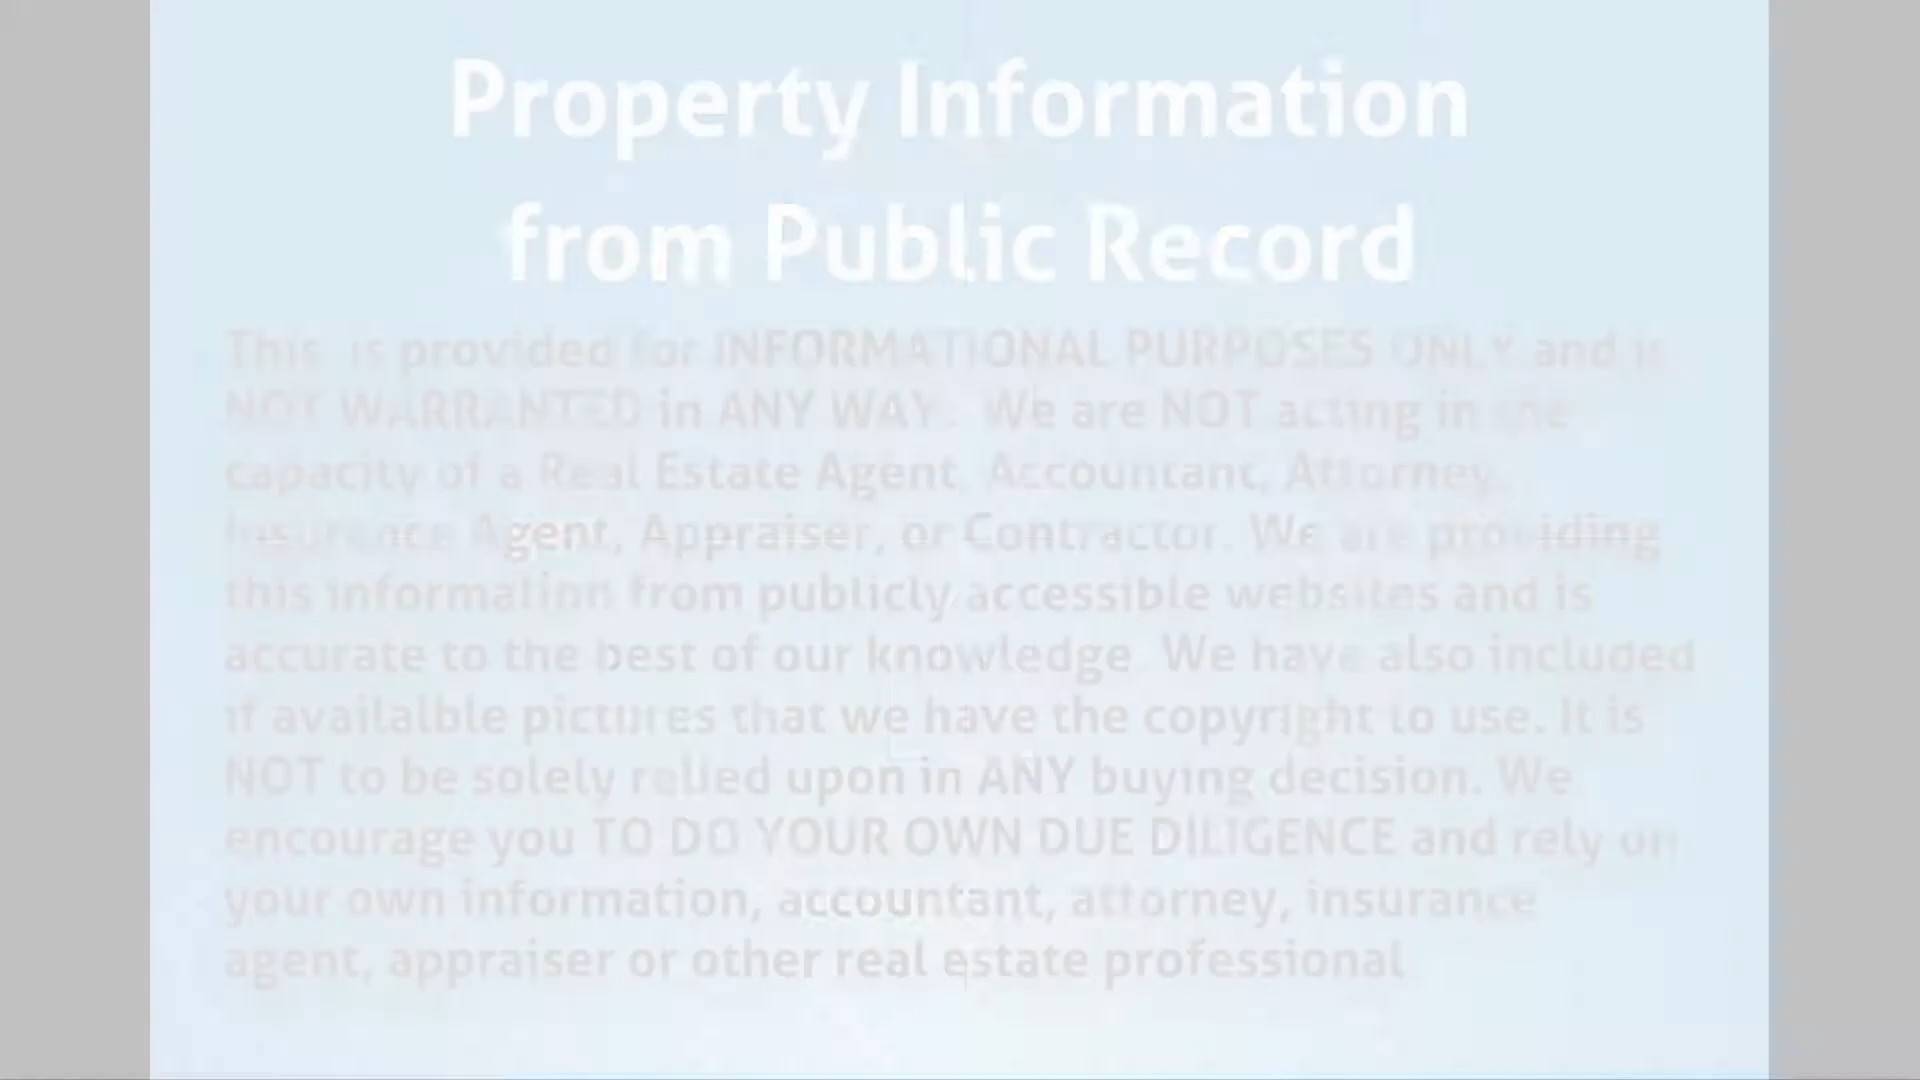 Property Information
from Public Record
This is provided for INFORMATIONAL PURPOSES ONLY and is
NOT WARRANTED in ANY WAY. We are NOT acting in the
capacity of a Real Estate Agent, Accountant, Attorney,
Insurance Agent, Appraiser, or Contractor. We are providing
this information from publicly accessible websites and is
accurate to the best of our knowledge. We have also included
if availalble pictures that we have the copyright to use. It is
NOT to be solely relied upon in ANY buying decision. We
encourage you TO DO YOUR OWN DUE DILIGENCE and rely on
your own information, accountant, attorney, insurance
agent, appraiser or other real estate professional